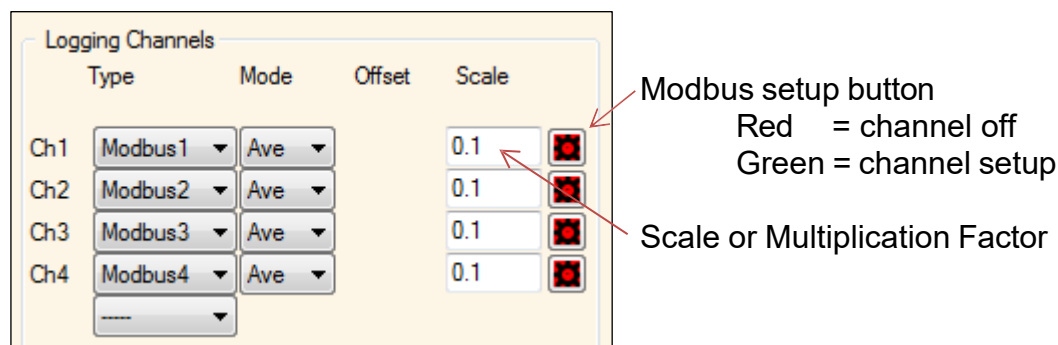 Logging Channels
Type Mode Offset Scale
Modbus setup button
Red = channel off
Green = channel setup
Ch1 Modbus1 Ave 0.1
Ch2 Modbus2 Ave 0.1
Ch3 Modbus3 Ave 0.1
Scale or Multiplication Factor
Ch4 Modbus4 Ave 0.1
-----